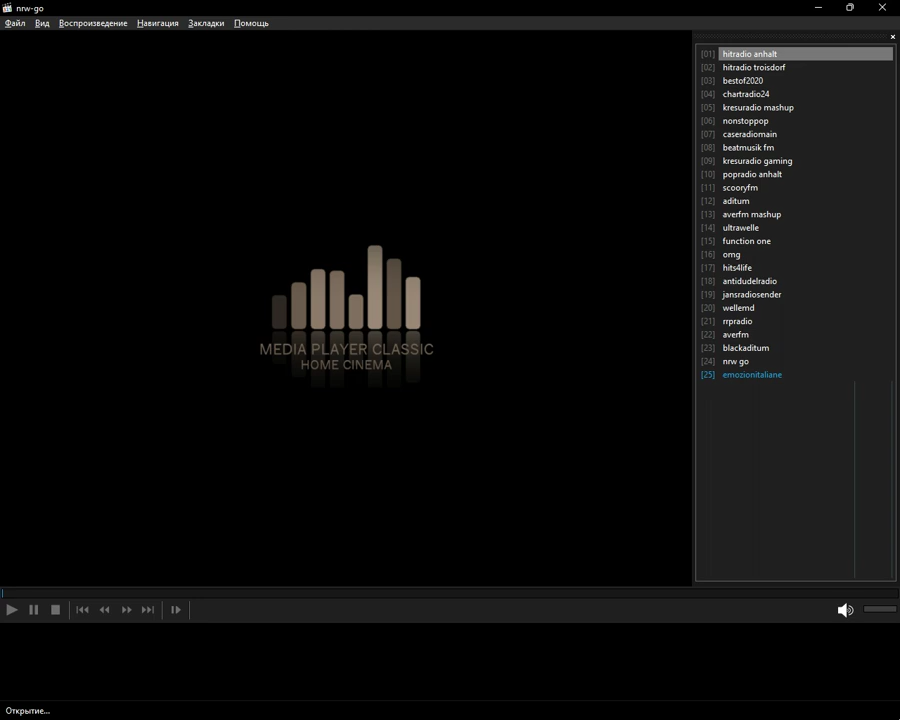 nrw-go
Файл Вид Воспроизведение Навигация Закладки Помощь
[01] hitradio anhalt
[02] hitradio troisdorf
[03] bestof2020
[04] chartradio24
[05] kresuradio mashup
[06] nonstoppop
[07] caseradiomain
[08] beatmusik fm
[09] kresuradio gaming
[10] popradio anhalt
[11] scooryfm
[12] aditum
[13] averfm mashup
[14] ultrawelle
[15] function one
[16] omg
[17] hits4life
[18] antidudelradio
[19] jansradiosender
[20] wellemd
[21] rrpradio
[22] averfm
[23] blackaditum
[24] nrw go
[25] emozionitaliane
MEDIA PLAYER CLASSIC
HOME CINEMA
Открытие...